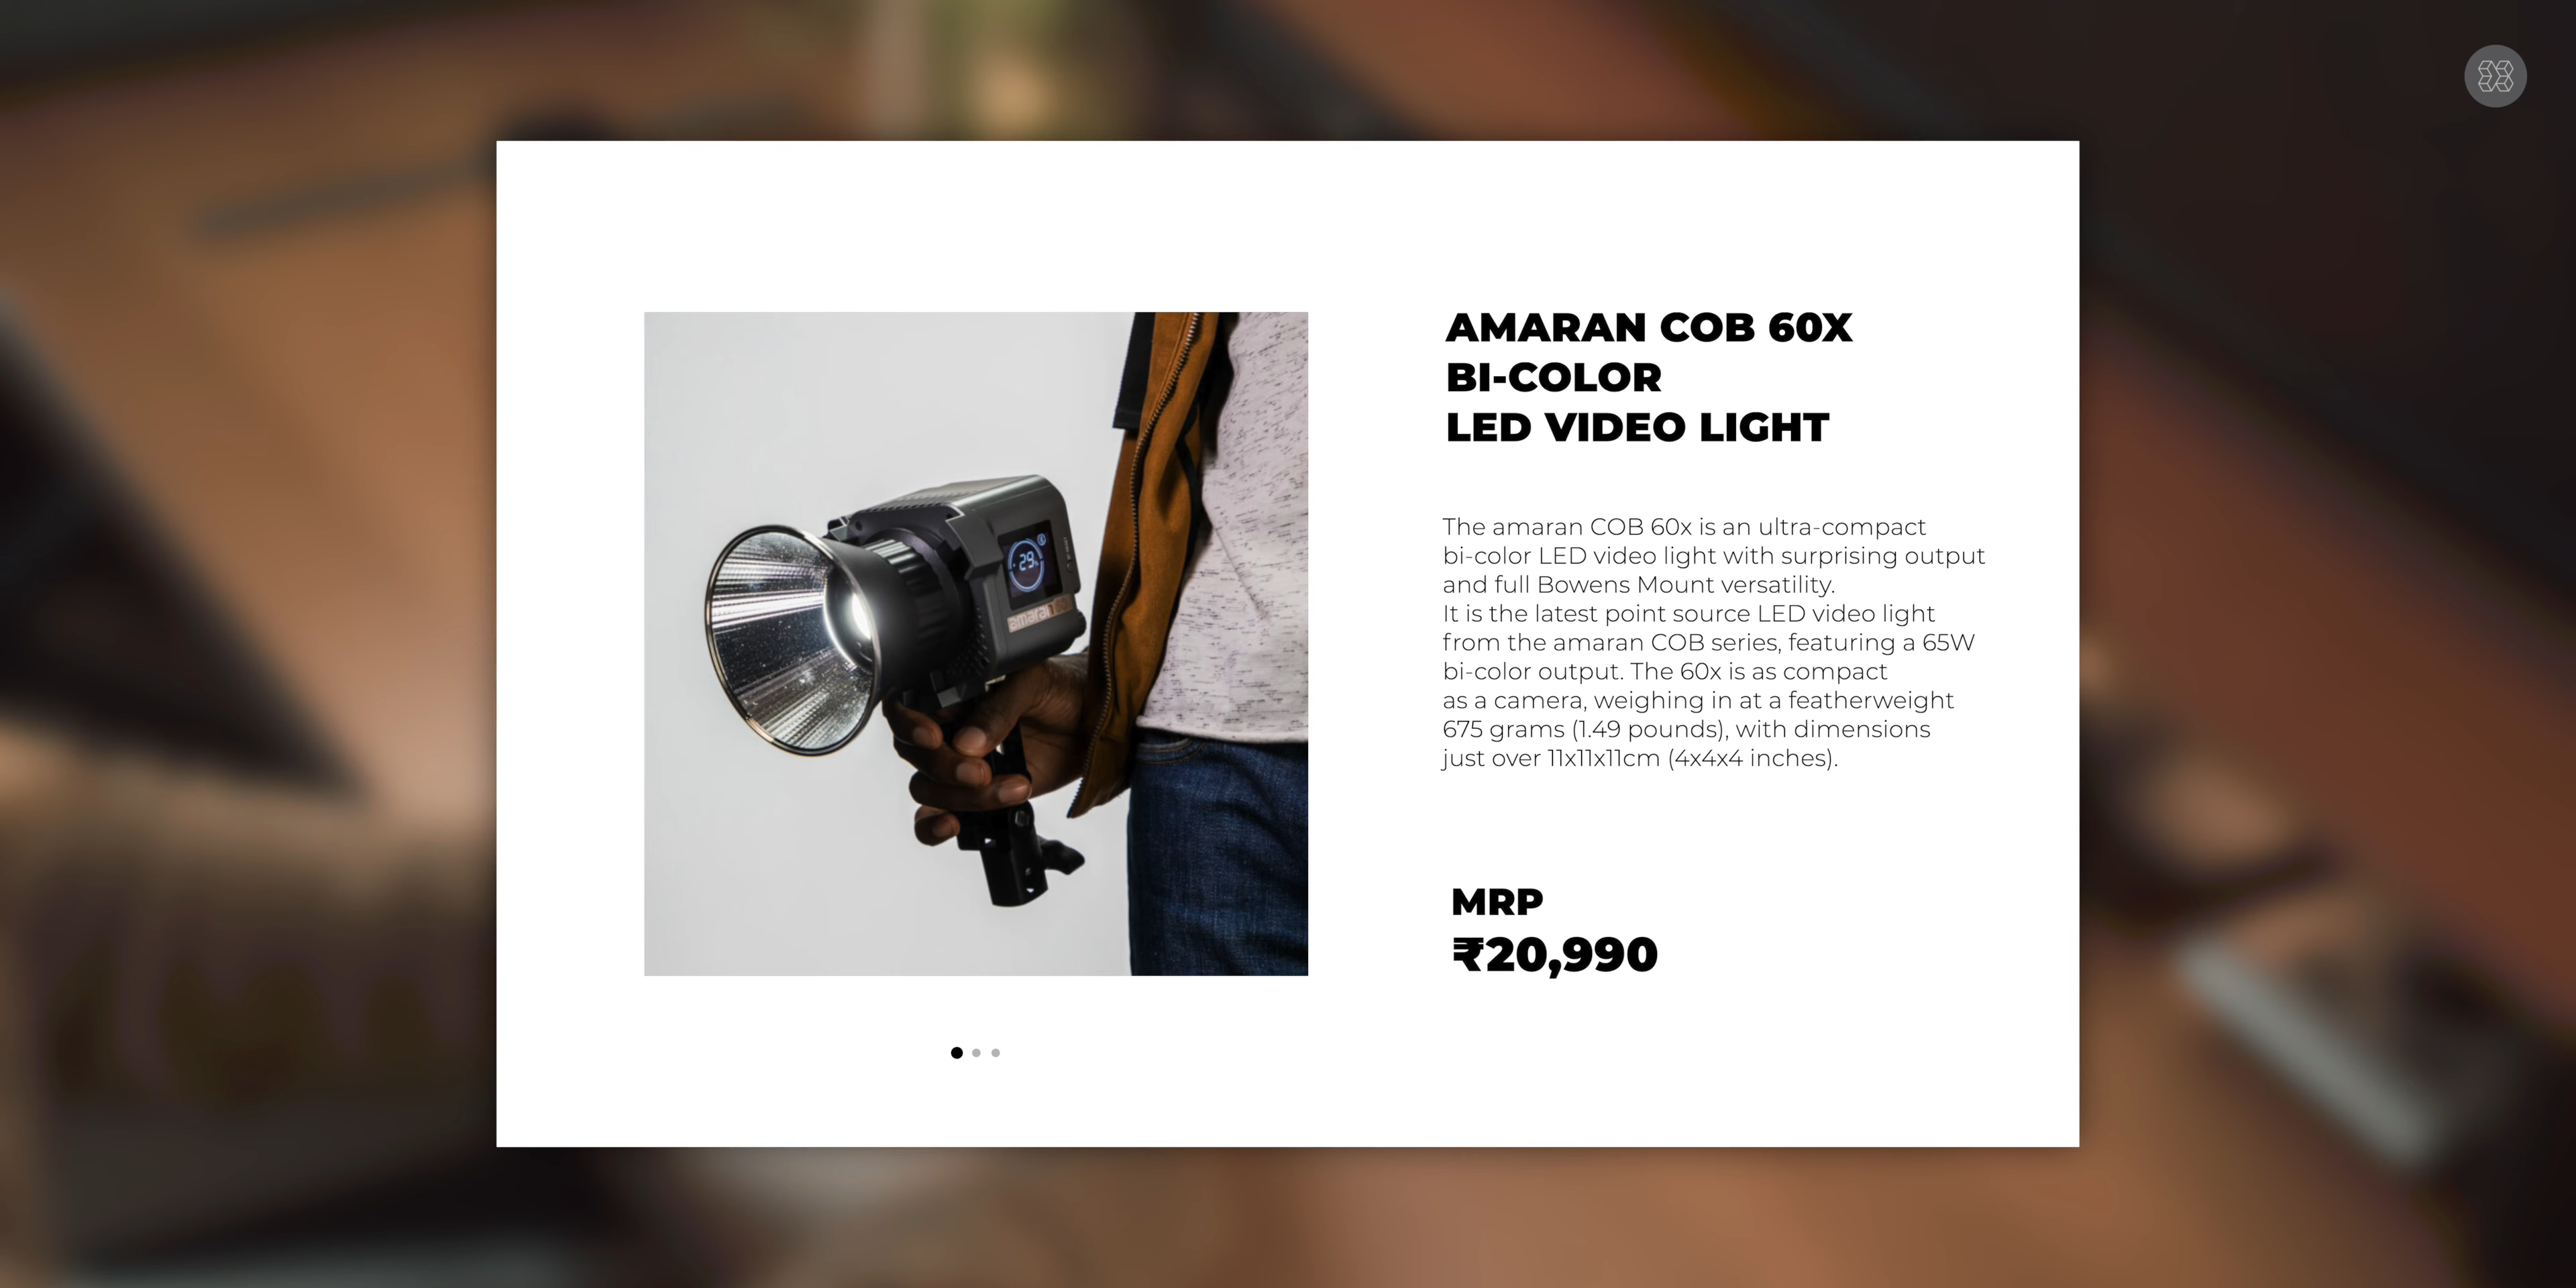 29%
amaran
AMARAN COB 60X
BI-COLOR
LED VIDEO LIGHT
The amaran COB 60x is an ultra-compact
bi-color LED video light with surprising output
and full Bowens Mount versatility.
It is the latest point source LED video light
from the amaran COB series, featuring a 65W
bi-color output. The 60x is as compact
as a camera, weighing in at a featherweight
675 grams (1.49 pounds), with dimensions
just over 11x11x11cm (4x4x4 inches).
MRP
₹20,990